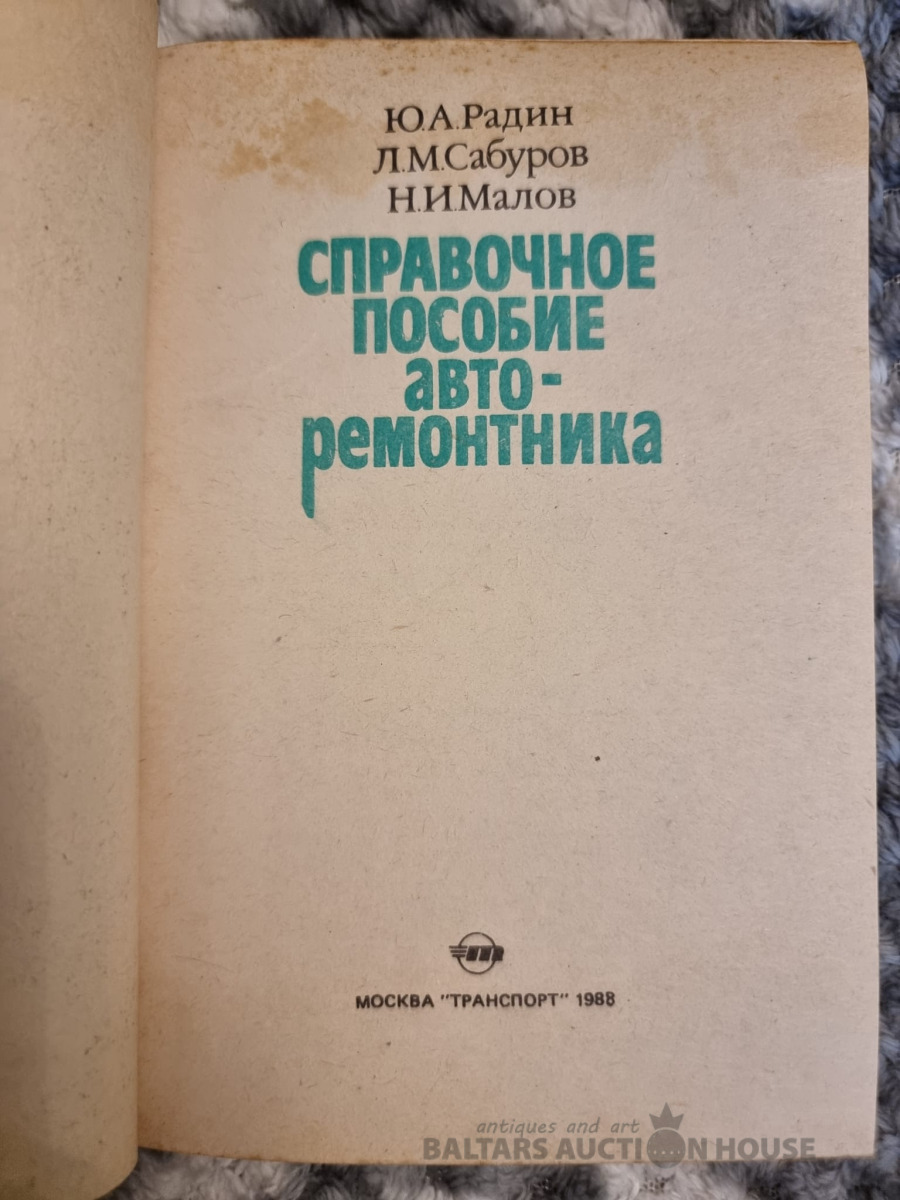 Ю.А.Радин
Л.М.Сабуров
Н.И.Малов
СПРАВОЧНОЕ
ПОСОБИЕ
авто-
ремонтника
МОСКВА "ТРАНСПОРТ" 1988
antiques and art
BALTARS AUCTION HOUSE